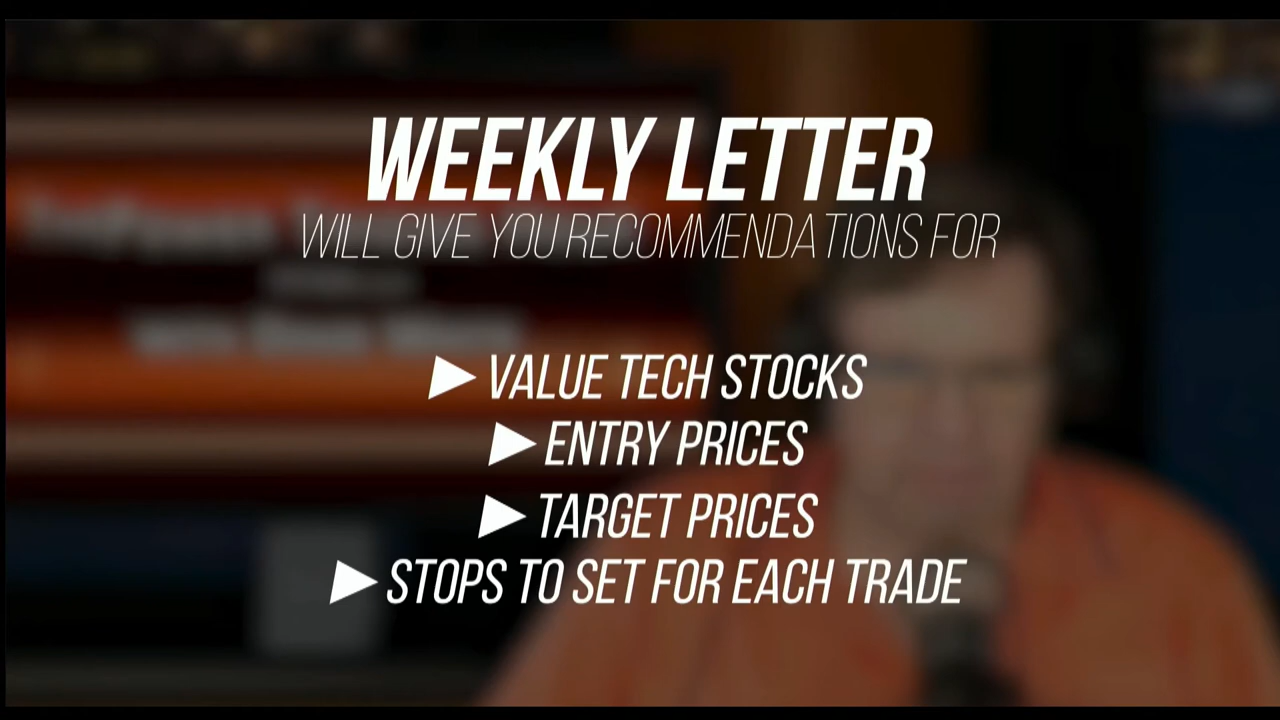 WEEKLY LETTER
WILL GIVE YOU RECOMMENDATIONS FOR
► VALUE TECH STOCKS
► ENTRY PRICES
► TARGET PRICES
► STOPS TO SET FOR EACH TRADE